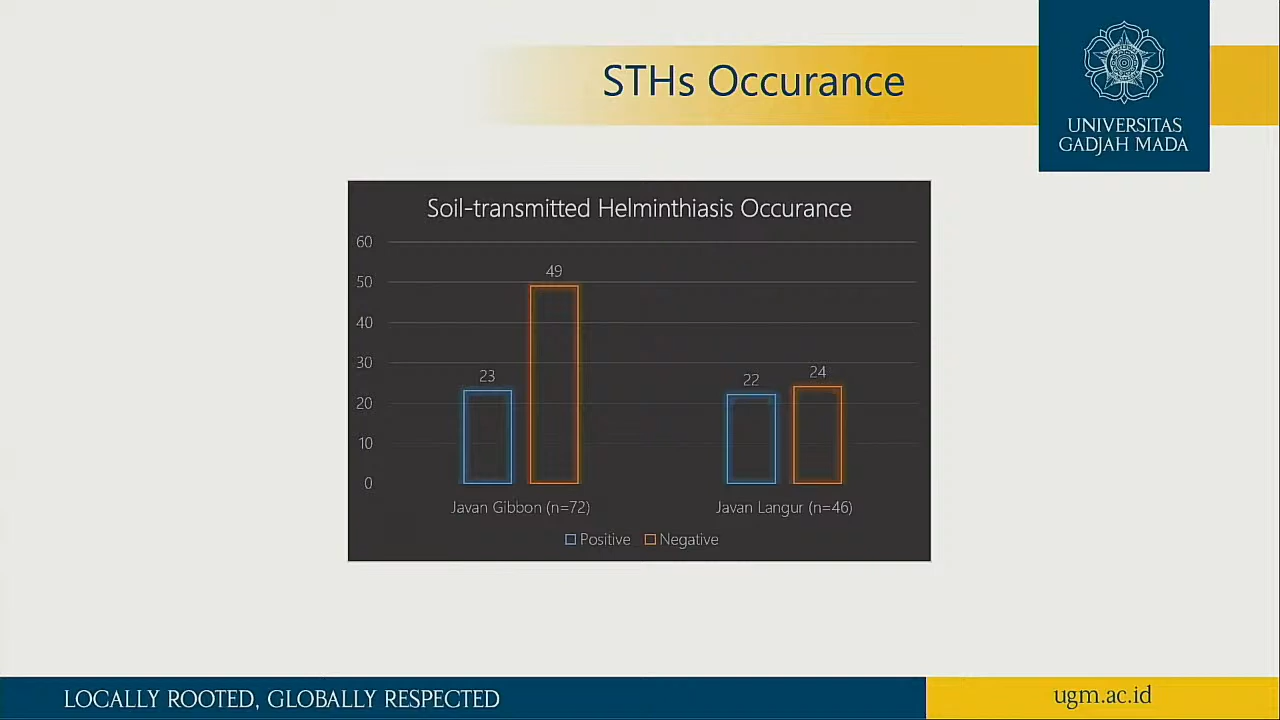 STHs Occurance
UNIVERSITAS
GADJAH MADA
Soil-transmitted Helminthiasis Occurance
60
50
40
30
20
10
0
49
23
22
24
Javan Gibbon (n=72)
Javan Langur (n=46)
Positive
Negative
LOCALLY ROOTED, GLOBALLY RESPECTED
ugm.ac.id